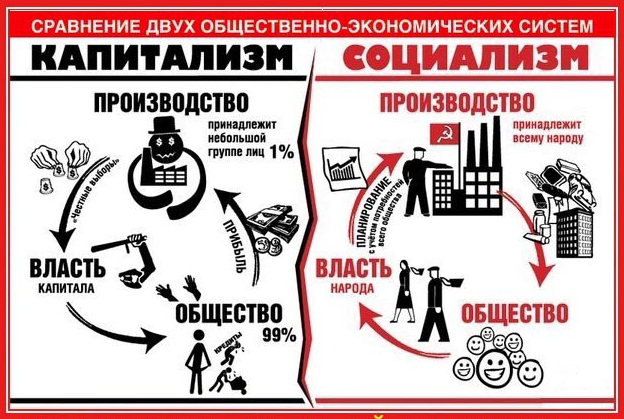 СРАВНЕНИЕ ДВУХ ОБЩЕСТВЕННО-ЭКОНОМИЧЕСКИХ СИСТЕМ
КАПИТАЛИЗМ
ПРОИЗВОДСТВО
принадлежит
небольшой
группе лиц 1%
"Честные выборы"
ПРИБЫЛЬ
ВЛАСТЬ
КАПИТАЛА
ОБЩЕСТВО
99%
КРЕДИТЫ
СОЦИАЛИЗМ
ПРОИЗВОДСТВО
принадлежит
всему народу
ПЛАНИРОВАНИЕ
с учётом потребностей
всего общества
ВЛАСТЬ
НАРОДА
ОБЩЕСТВО